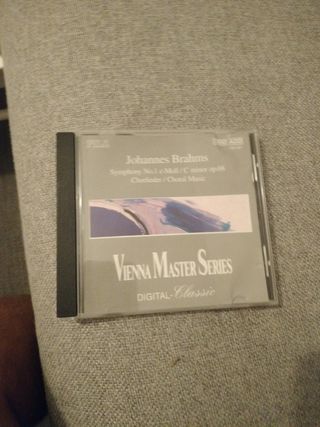 Johannes Brahms
Symphony No.1 c-Moll / C minor op.68
Chorlieder / Choral Music
VIENNA MASTER SERIES
DIGITAL-Classic